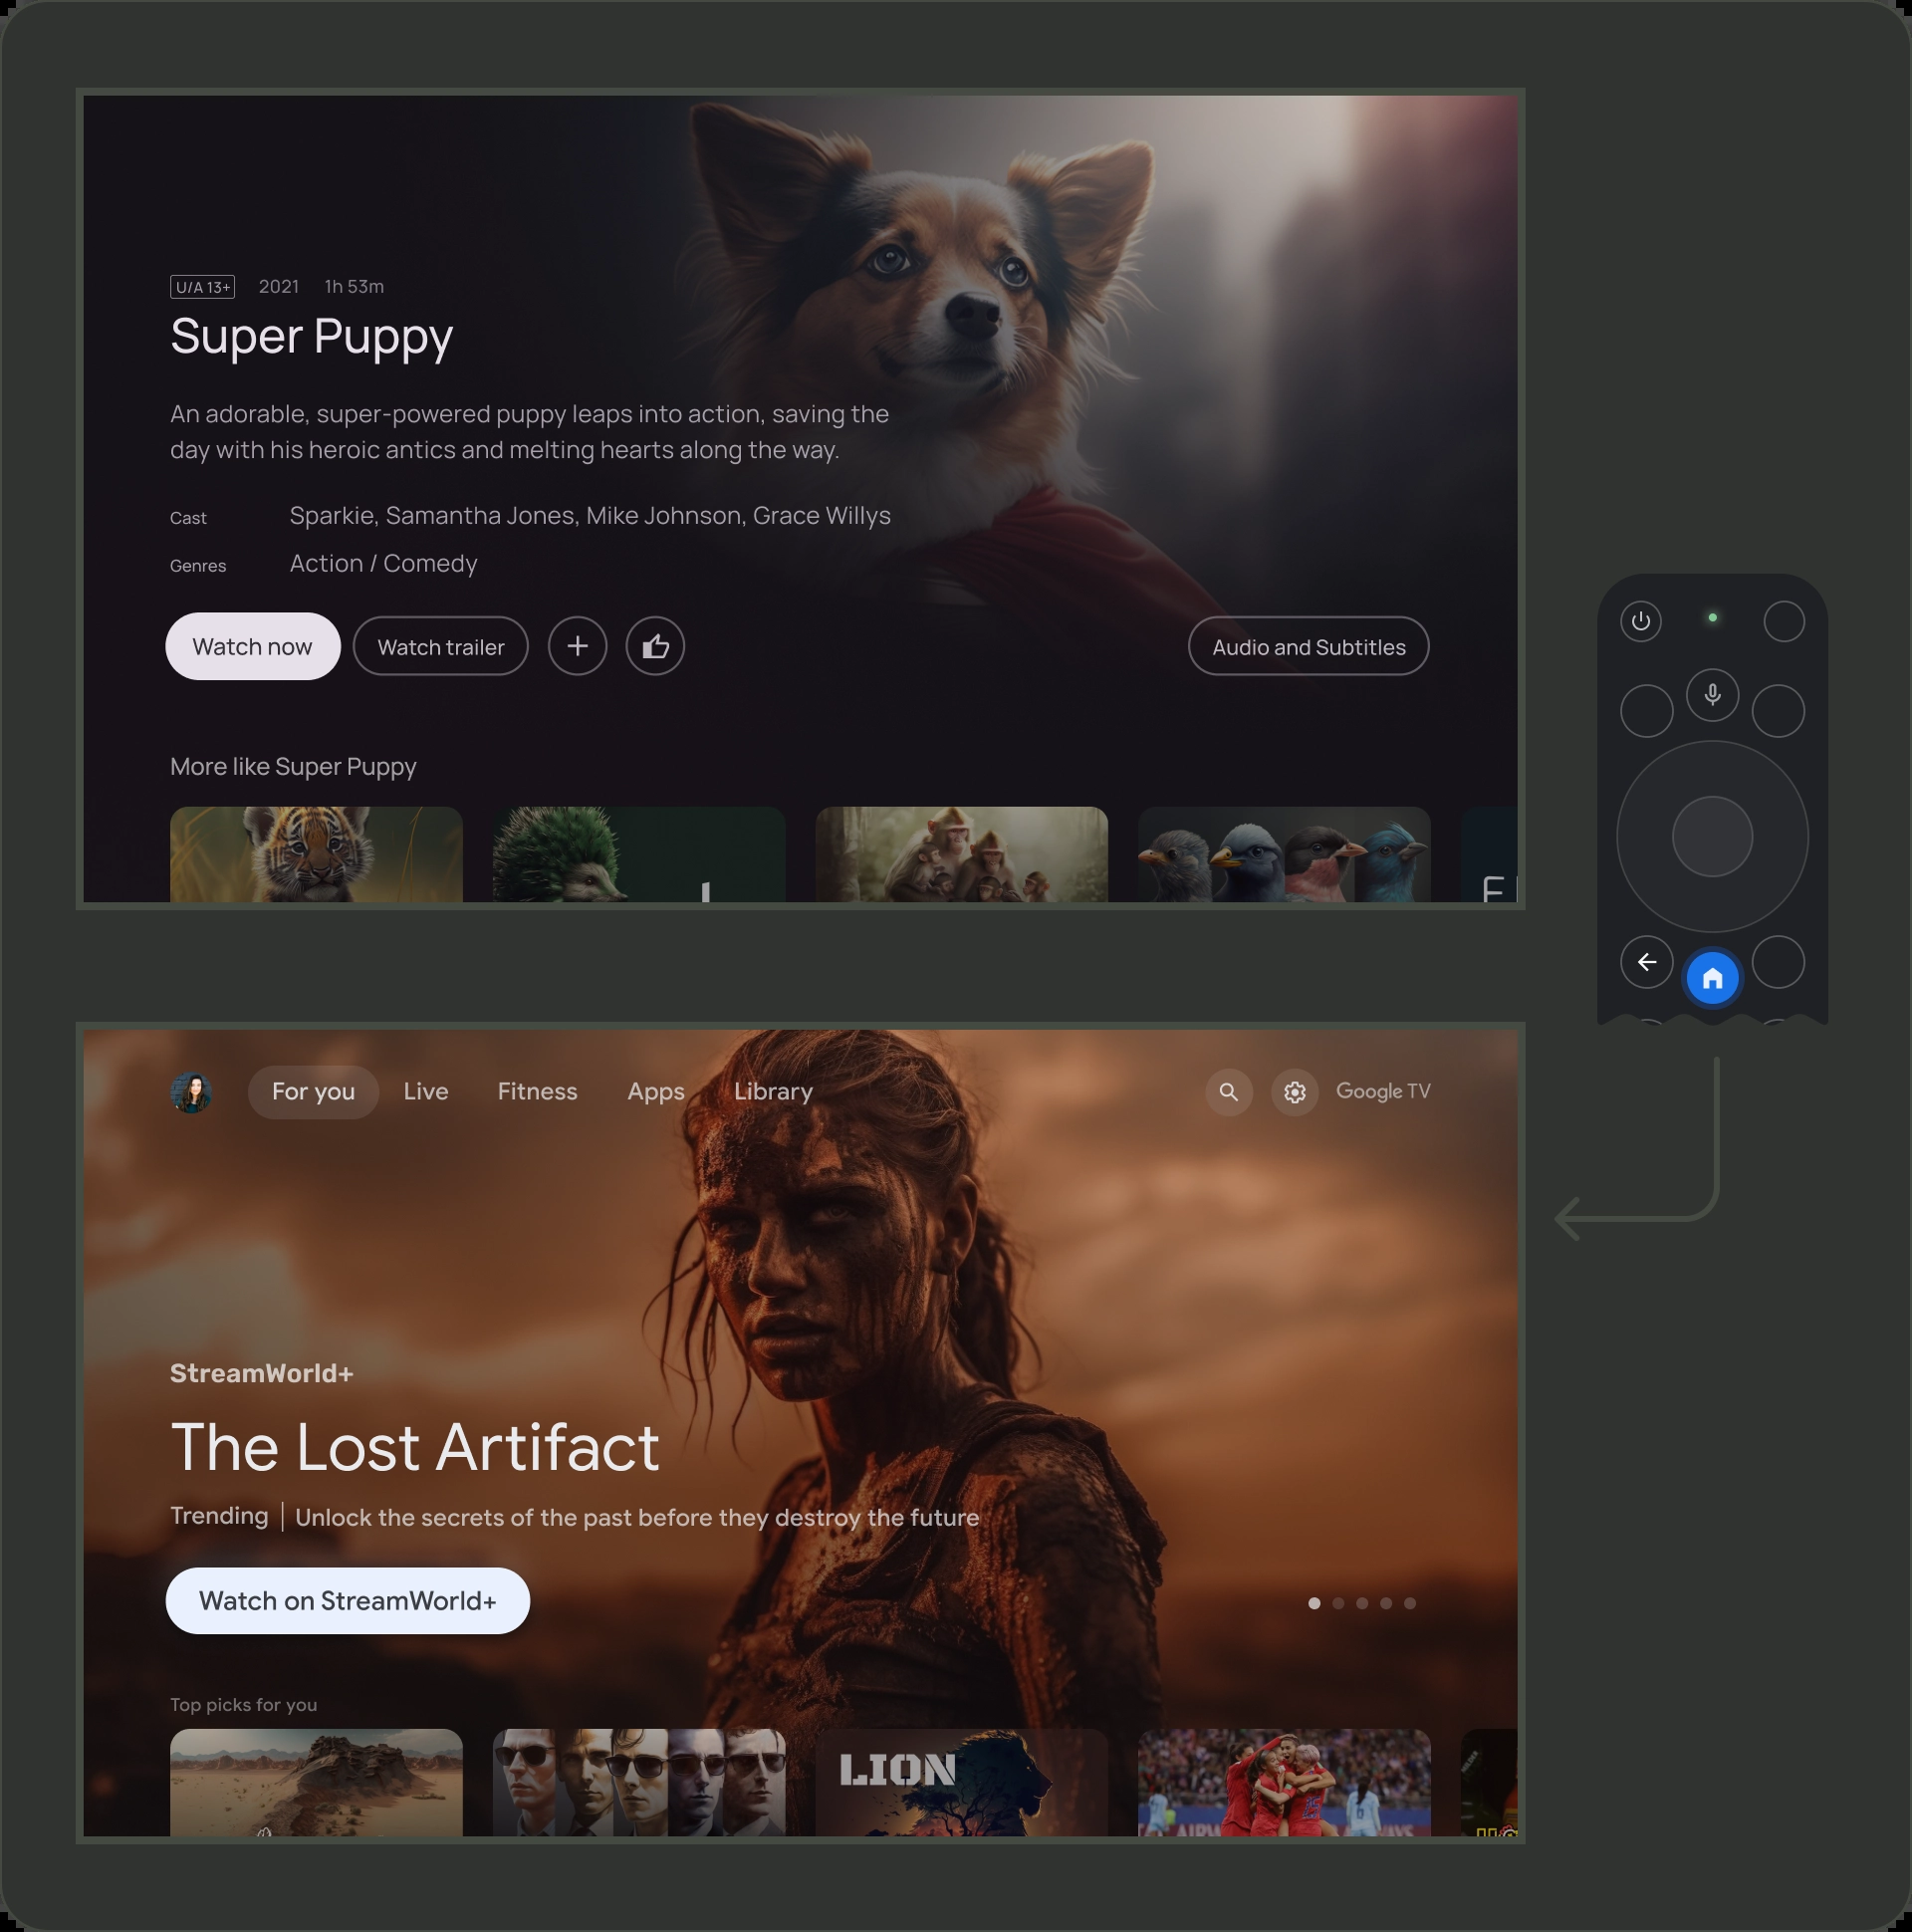 U/A 13+ 2021 1h 53m
Super Puppy
An adorable, super-powered puppy leaps into action, saving the
day with his heroic antics and melting hearts along the way.
Cast Sparkie, Samantha Jones, Mike Johnson, Grace Willys
Genres Action / Comedy
Watch now Watch trailer Audio and Subtitles
More like Super Puppy
For you Live Fitness Apps Library Google TV
StreamWorld+
The Lost Artifact
Trending | Unlock the secrets of the past before they destroy the future
Watch on StreamWorld+
Top picks for you
LION